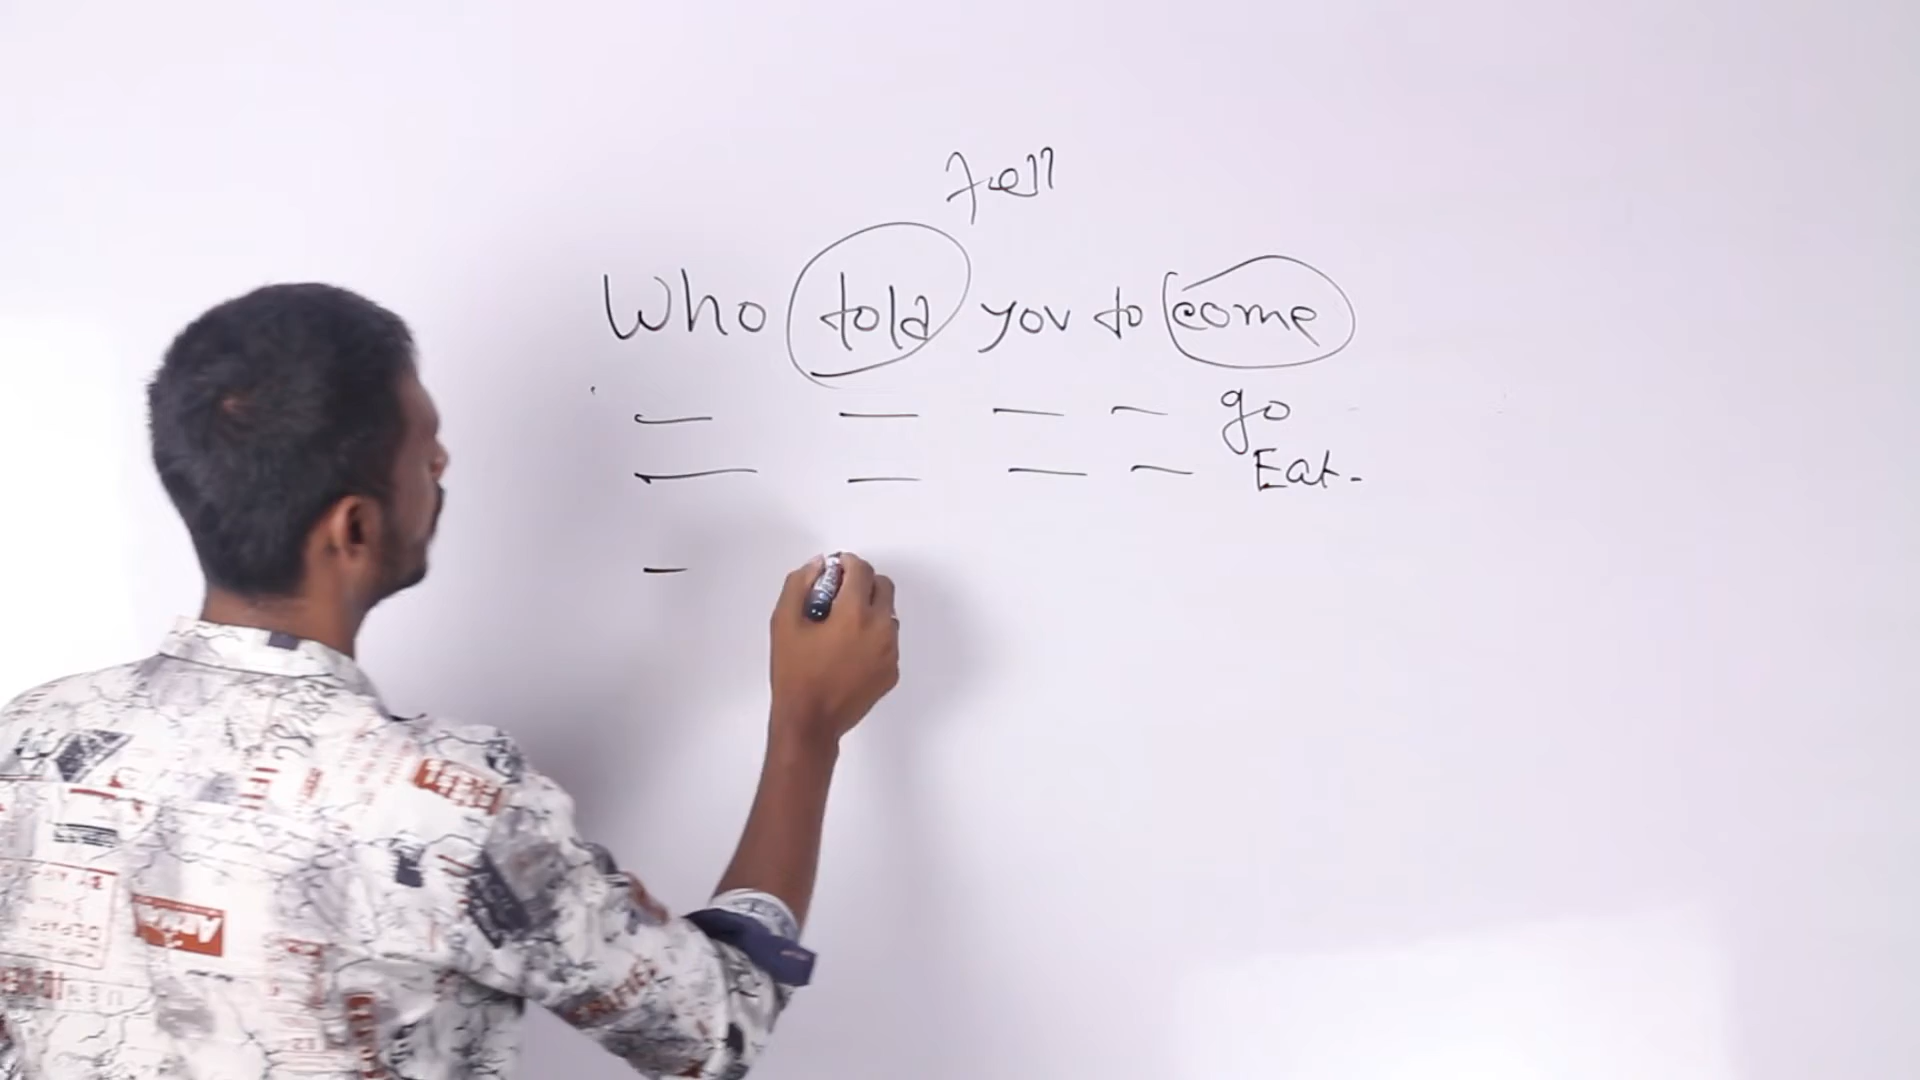 tell
Who told you to come
— — — — go
— — — — Eat.
—